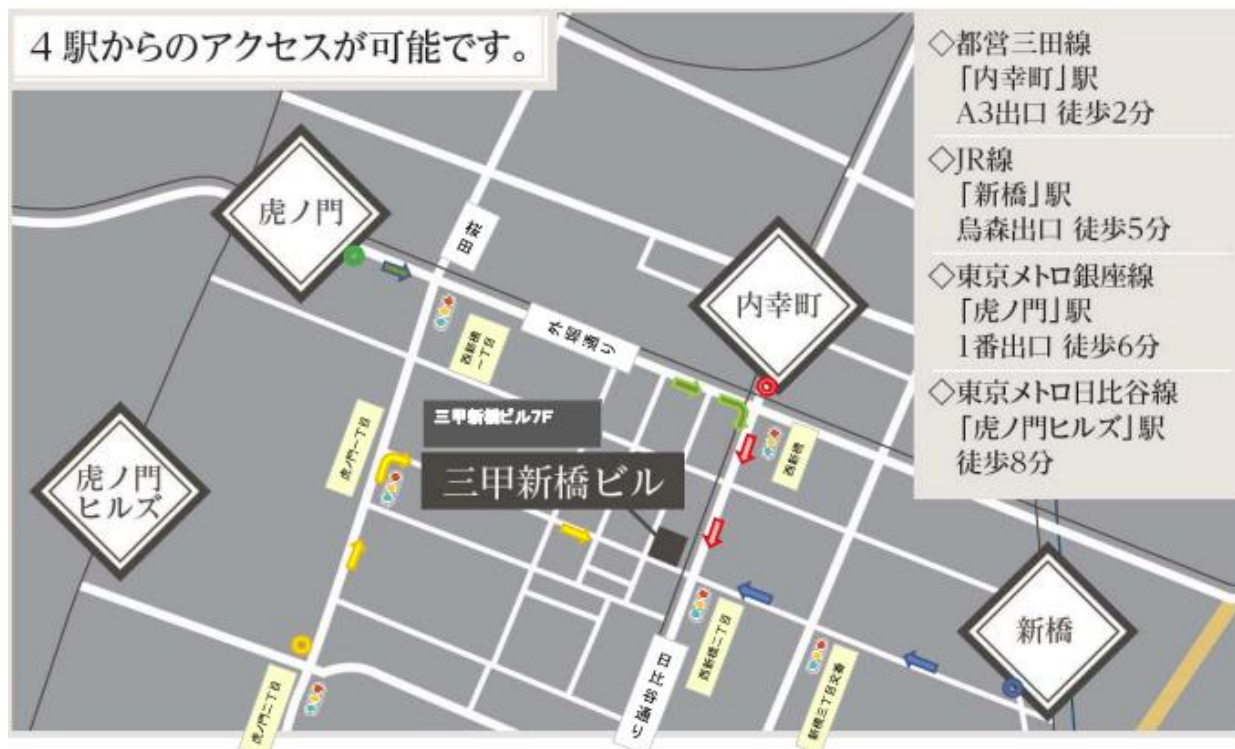 4駅からのアクセスが可能です。
◇都営三田線
「内幸町」駅
A3出口 徒歩2分
◇JR線
「新橋」駅
烏森出口 徒歩5分
◇東京メトロ銀座線
「虎ノ門」駅
1番出口 徒歩6分
◇東京メトロ日比谷線
「虎ノ門ヒルズ」駅
徒歩8分
虎ノ門
桜田
内幸町
外堀通り
西新橋
一丁目
三甲新橋ビル7F
虎ノ門一丁目
西新橋
虎ノ門
ヒルズ
三甲新橋ビル
新橋
西新橋二丁目
日比谷通り
虎ノ門二丁目